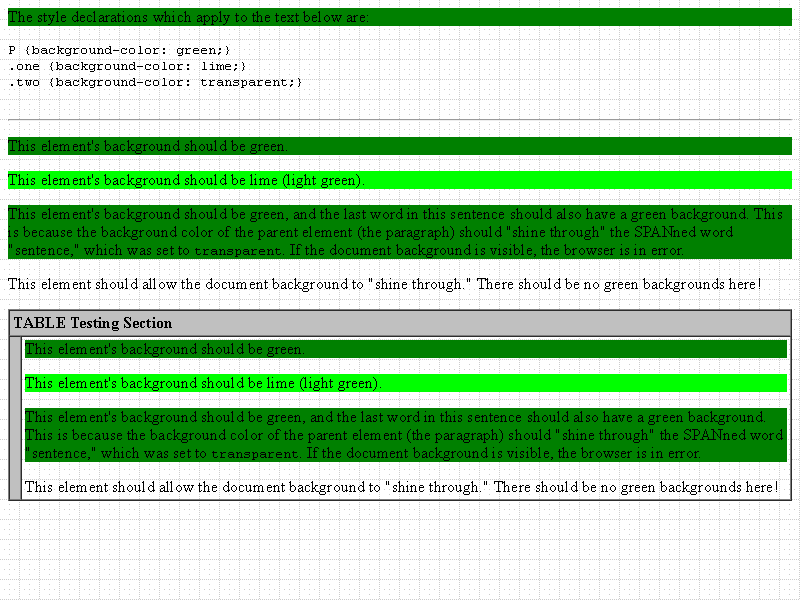 The style declarations which apply to the text below are:
P {background-color: green;}
.one {background-color: lime;}
.two {background-color: transparent;}
This element's background should be green.
This element's background should be lime (light green).
This element's background should be green, and the last word in this sentence should also have a green background. This
is because the background color of the parent element (the paragraph) should "shine through" the SPANned word
"sentence," which was set to transparent. If the document background is visible, the browser is in error.
This element should allow the document background to "shine through." There should be no green backgrounds here!
TABLE Testing Section
This element's background should be green.
This element's background should be lime (light green).
This element's background should be green, and the last word in this sentence should also have a green background.
This is because the background color of the parent element (the paragraph) should "shine through" the SPANned word
"sentence," which was set to transparent. If the document background is visible, the browser is in error.
This element should allow the document background to "shine through." There should be no green backgrounds here!